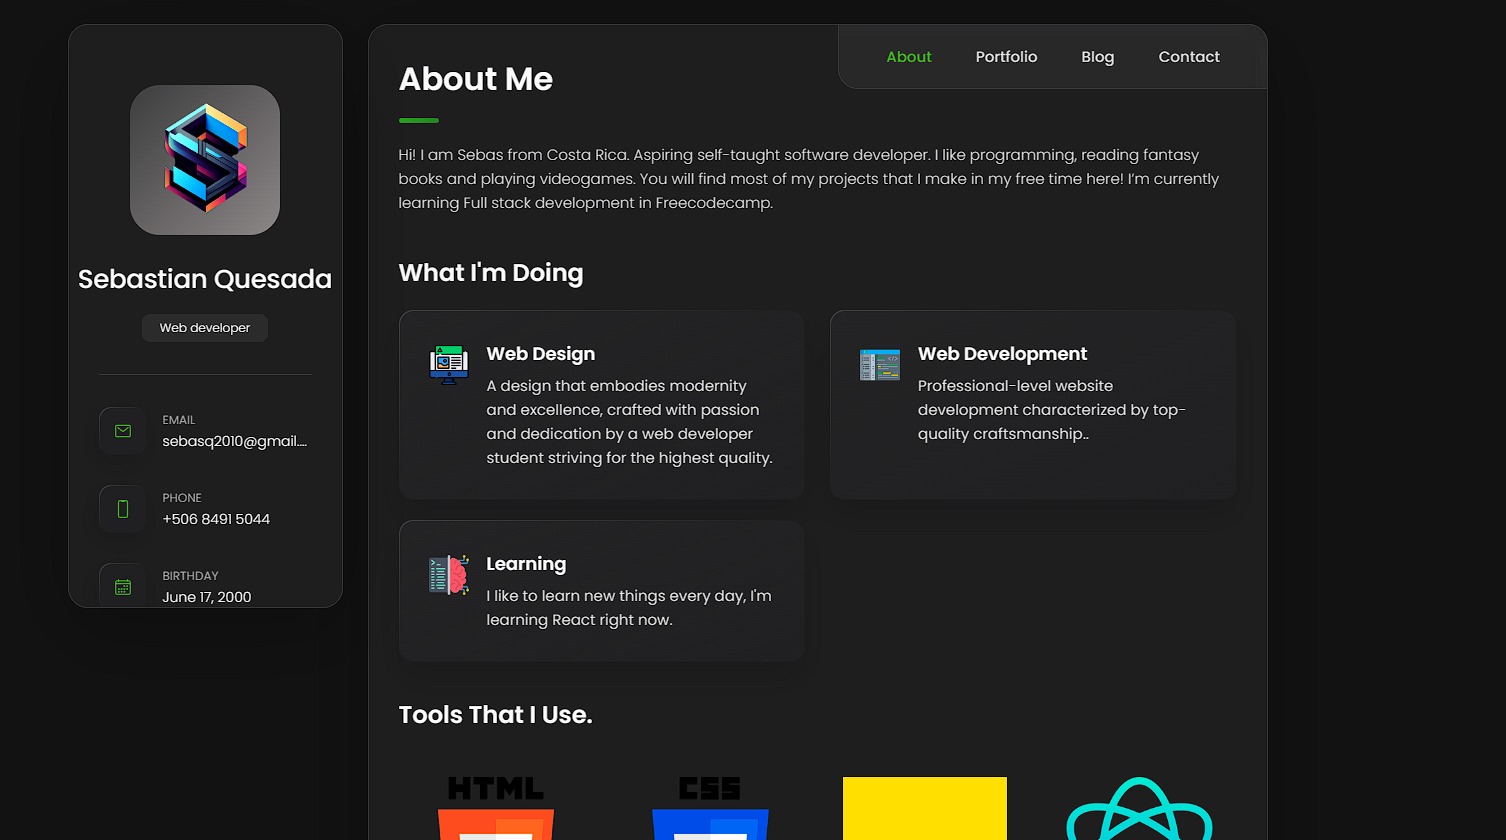 Sebastian Quesada
Web developer
EMAIL
sebasq2010@gmail....
PHONE
+506 8491 5044
BIRTHDAY
June 17, 2000
About
Portfolio
Blog
Contact
About Me
Hi! I am Sebas from Costa Rica. Aspiring self-taught software developer. I like programming, reading fantasy
books and playing videogames. You will find most of my projects that I make in my free time here! I'm currently
learning Full stack development in Freecodecamp.
What I'm Doing
Web Design
A design that embodies modernity
and excellence, crafted with passion
and dedication by a web developer
student striving for the highest quality.
Web Development
Professional-level website
development characterized by top-
quality craftsmanship..
Learning
I like to learn new things every day, I'm
learning React right now.
Tools That I Use.
HTML
CSS